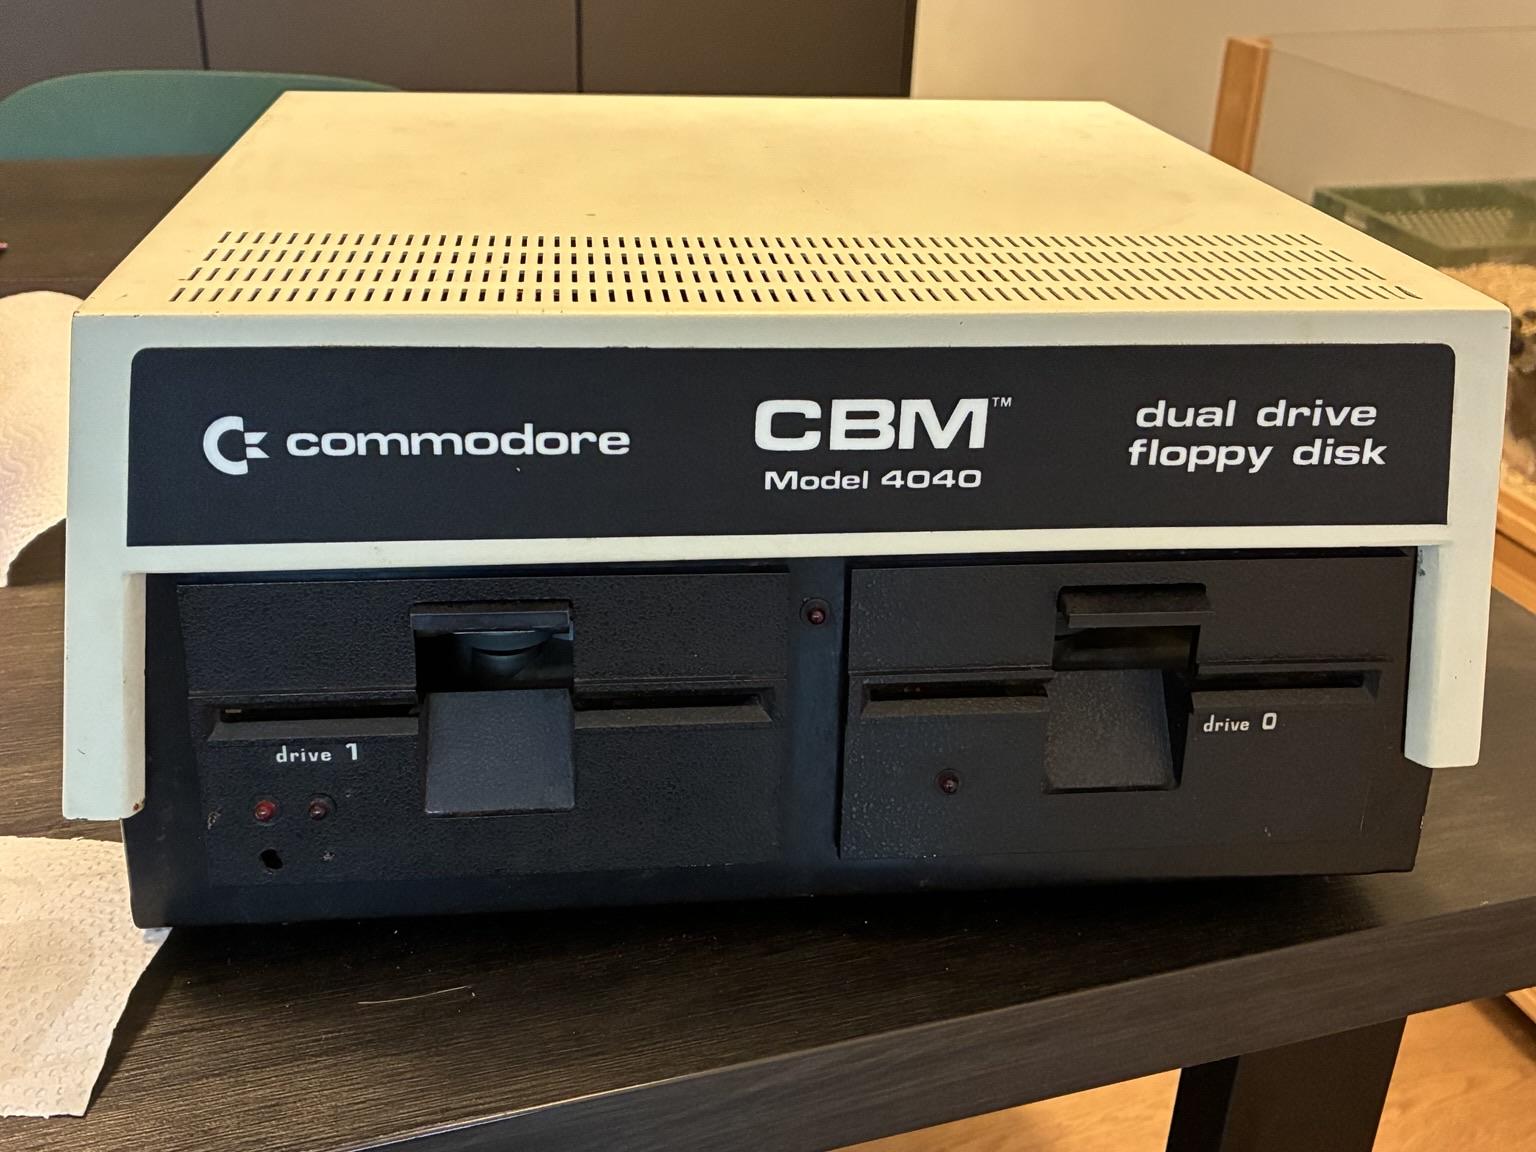 commodore
CBM™
Model 4040
dual drive
floppy disk
drive 1
drive 0